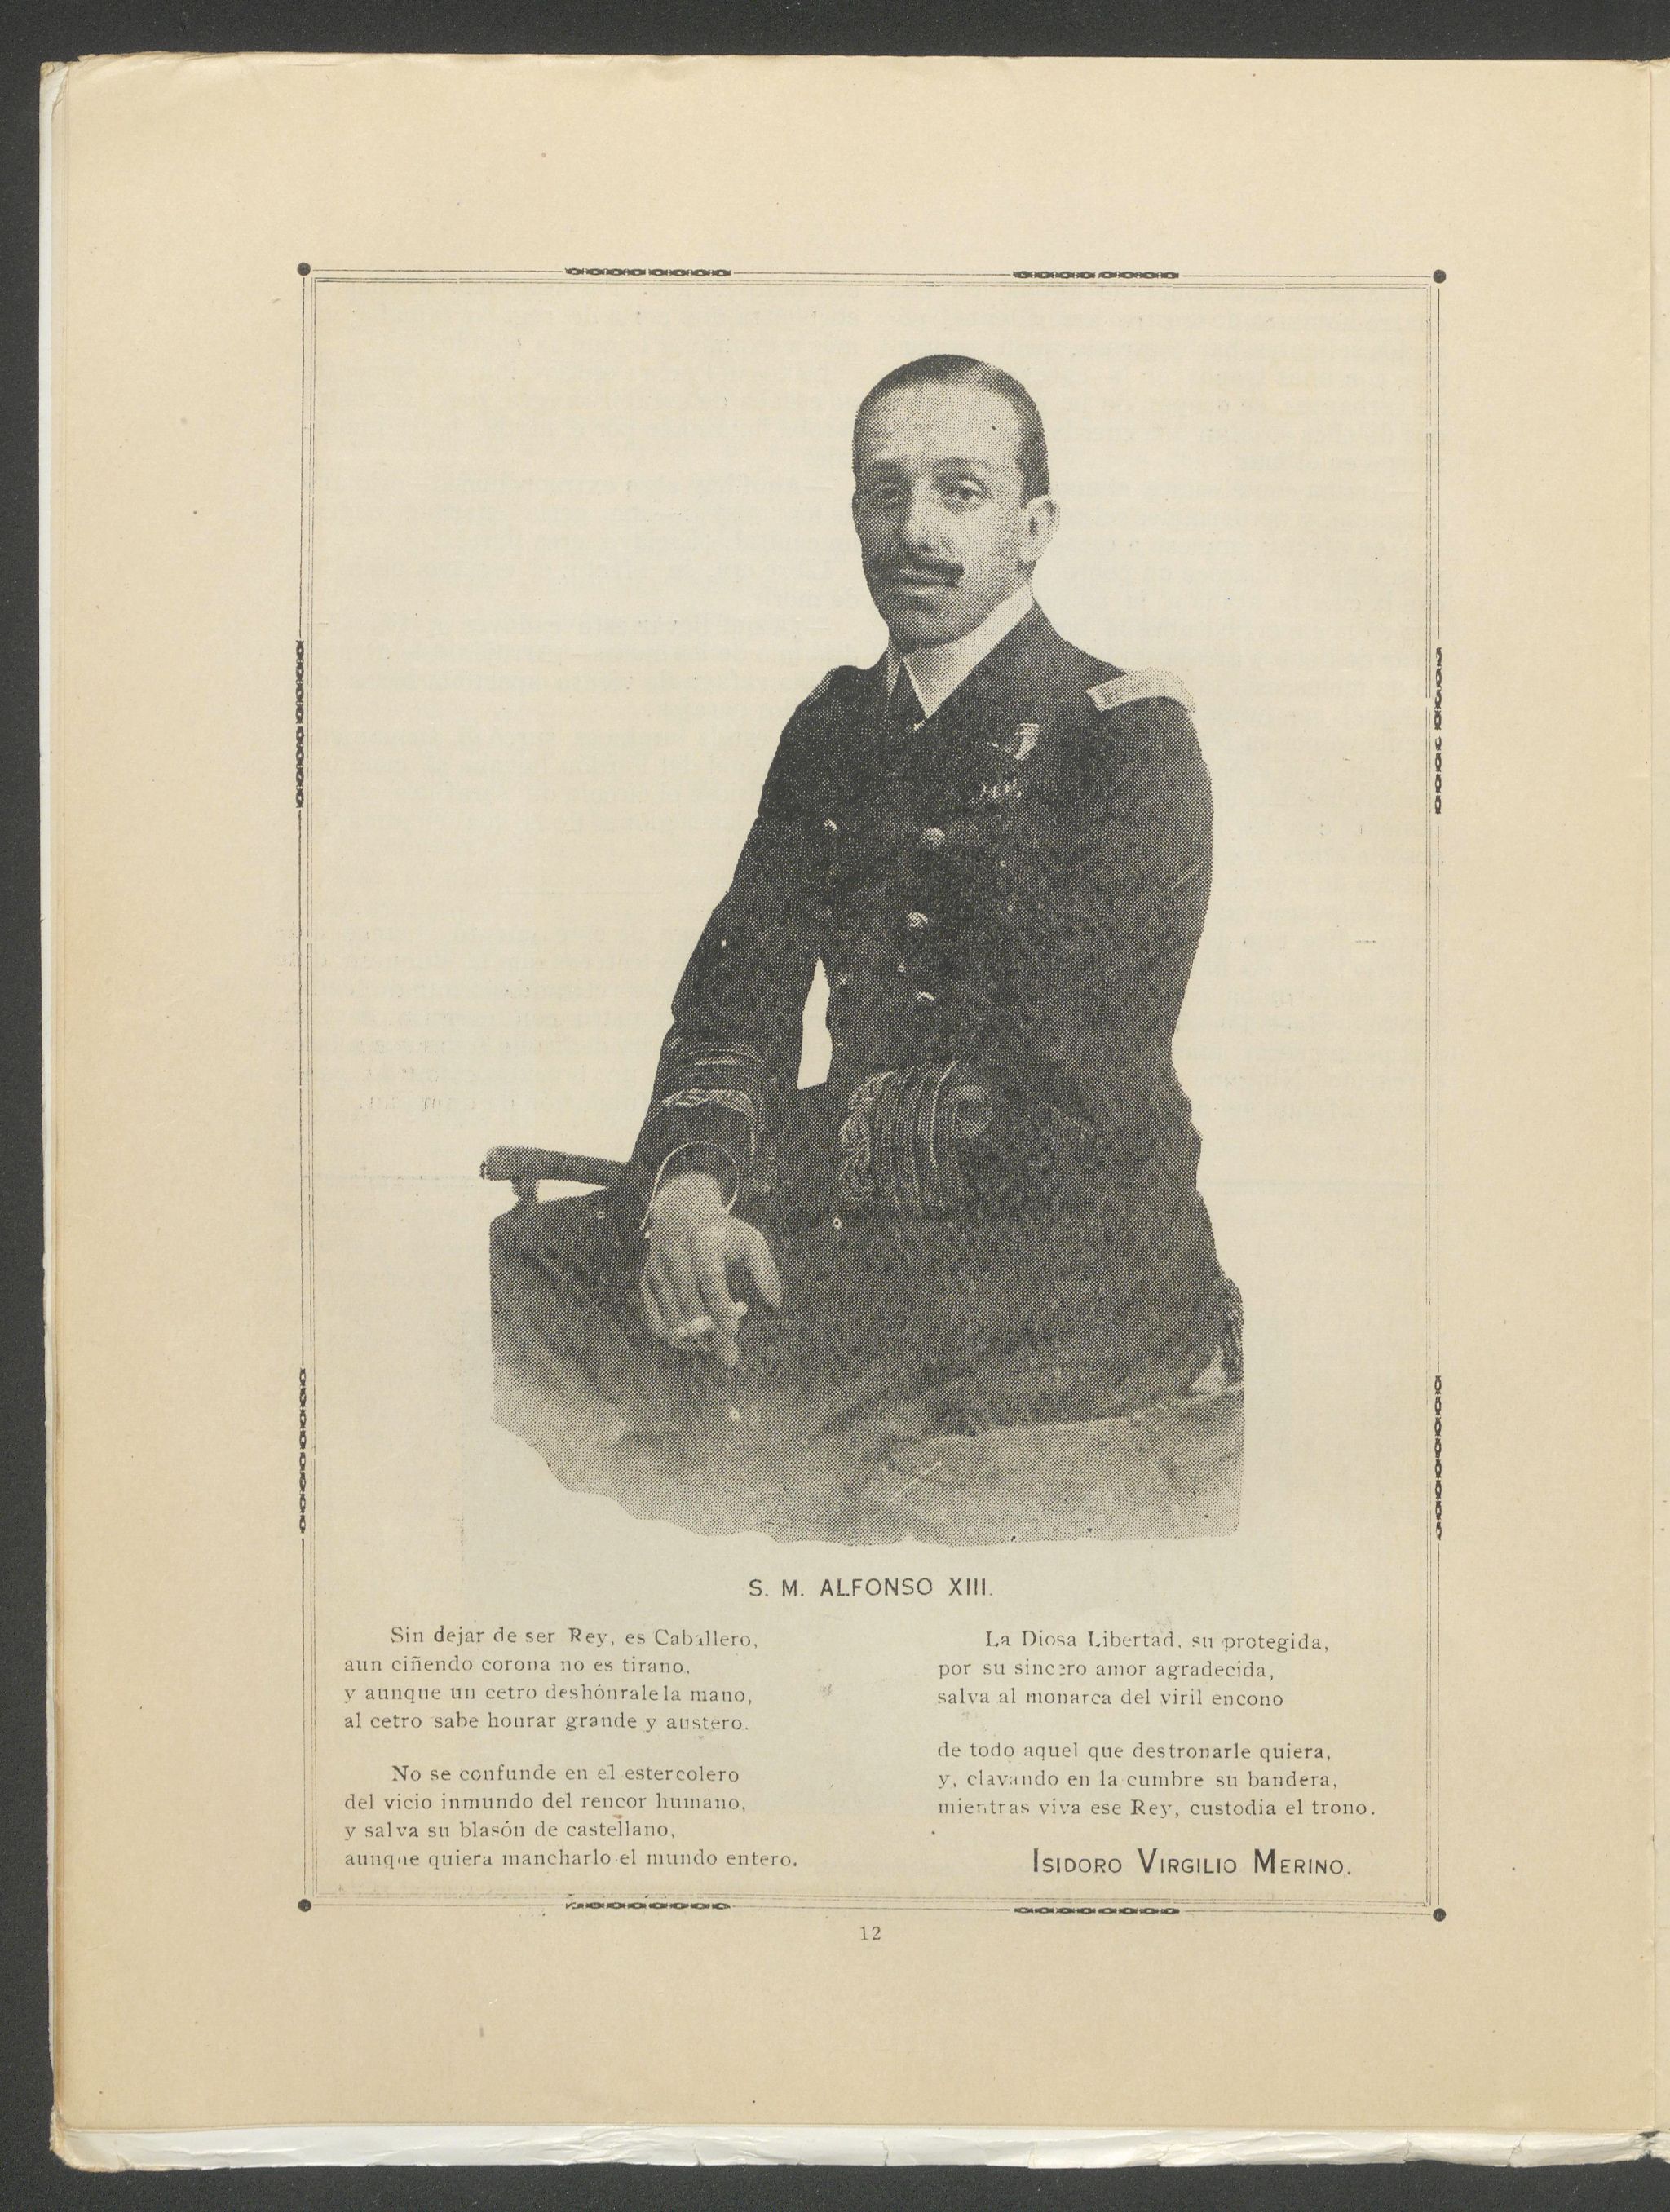 S. M. ALFONSO XIII.
Sin dejar de ser Rey, es Caballero,
aun ciñendo corona no es tirano,
y aunque un cetro deshónrale la mano,
al cetro sabe honrar grande y austero.
No se confunde en el estercolero
del vicio inmundo del rencor humano,
y salva su blasón de castellano,
aunque quiera mancharlo el mundo entero.
La Diosa Libertad, su protegida,
por su sincero amor agradecida,
salva al monarca del viril encono
de todo aquel que destronarle quiera,
y, clavando en la cumbre su bandera,
mientras viva ese Rey, custodia el trono.
ISIDORO VIRGILIO MERINO.
12